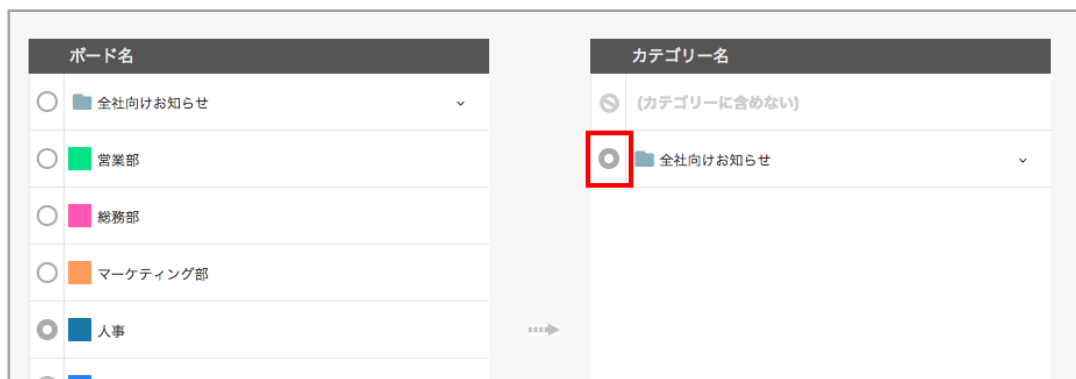 ボード名
全社向けお知らせ
営業部
総務部
マーケティング部
人事
カテゴリー名
(カテゴリーに含めない)
全社向けお知らせ